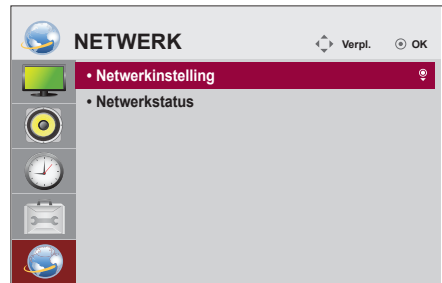 NETWERK
Verpl.
OK
• Netwerkinstelling
• Netwerkstatus